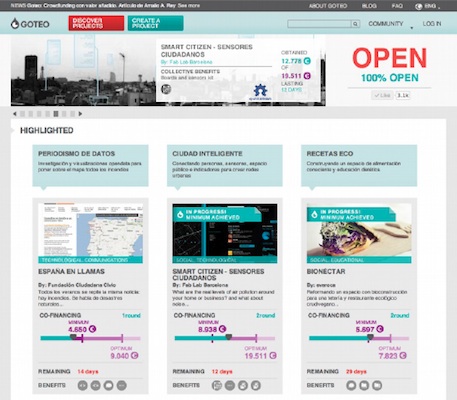 NEWS Goteo: Crowdfunding con valor añadido. Artículo de Amalo A. Rey See more
ABOUT GOTEO BLOG FAQ ENG
GOTEO
DISCOVER PROJECTS
CREATE A PROJECT
COMMUNITY
LOG IN
SMART CITIZEN - SENSORES
CIUDADANOS
By: Fab Lab Barcelona
COLLECTIVE BENEFITS
Boards and sensors kit
OBTAINED
12.778 €
OF
19.511 €
LASTING
12 DAYS
OPEN
100% OPEN
Like 3.1k
HIGHLIGHTED
PERIODISMO DE DATOS
Investigación y visualizaciones opendata para
poner sobre el mapa todos los incendios
CIUDAD INTELIGENTE
Conectando personas, sensores, espacio
público e indicadores para crear redes
urbanas
RECETAS ECO
Construyendo un espacio de alimentación
consciente y educación dietética
TECHNOLOGICAL, COMMUNICATIONS
ESPAÑA EN LLAMAS
By: Fundación Ciudadana Civio
Todos los veranos se repite la misma noticia
hay incendios. Se habla de desastres
naturales...
CO-FINANCING 1round
MINIMUM
4.650 €
OPTIMUM
9.040 €
REMAINING 14 days
BENEFITS
IN PROGRESS!
MINIMUM ACHIEVED
SOCIAL, TECHNOLOGICAL
SMART CITIZEN - SENSORES
CIUDADANOS
By: Fab Lab Barcelona
What are the real levels of air pollution around
your home or business? and what about
noise...
CO-FINANCING 2round
MINIMUM
8.938 €
OPTIMUM
19.511 €
REMAINING 12 days
BENEFITS
IN PROGRESS!
MINIMUM ACHIEVED
SOCIAL, EDUCATIONAL
BIONECTAR
Reformando un espacio con bioconstrucción
para una tetería y restaurante ecológico
crudivegano...
CO-FINANCING 2round
MINIMUM
5.697 €
OPTIMUM
7.823 €
REMAINING 29 days
BENEFITS